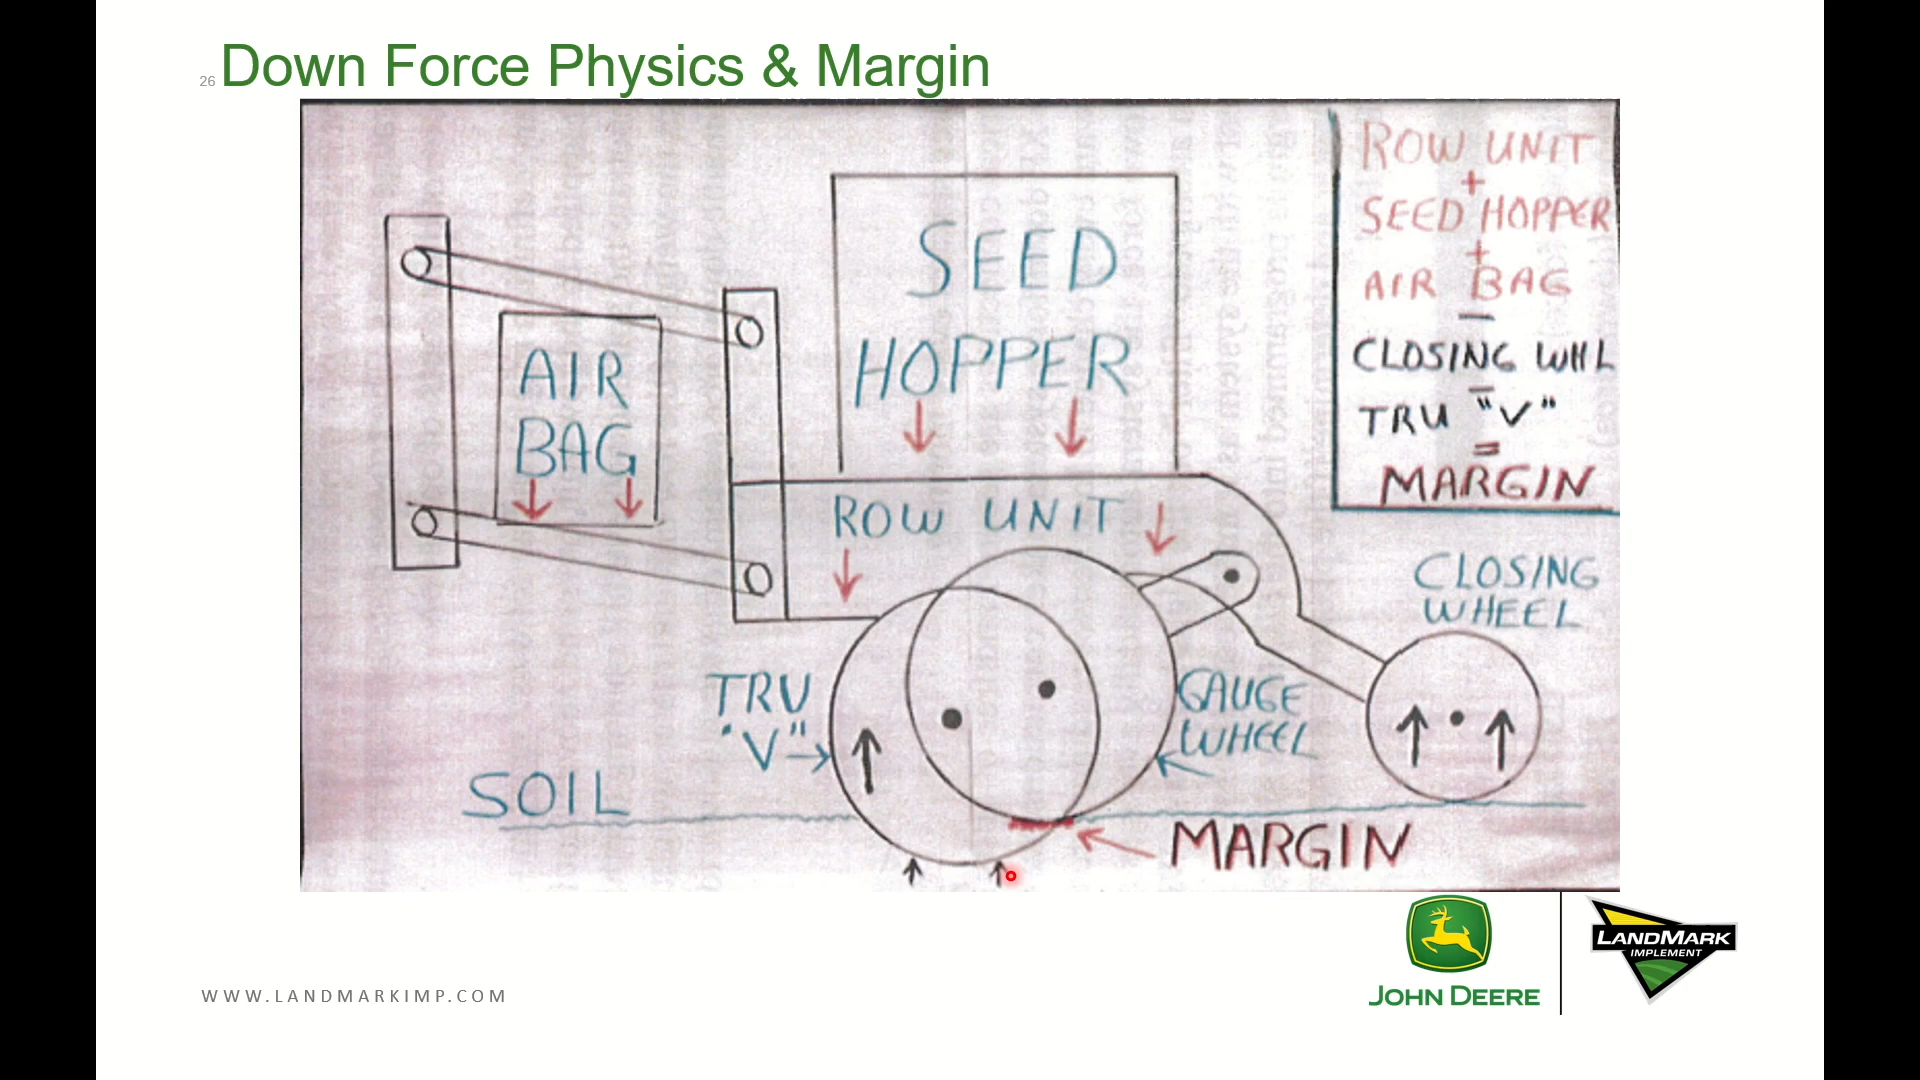 26 Down Force Physics & Margin
SEED
HOPPER
AIR
BAG
ROW UNIT
TRU
"V"
GAUGE
WHEEL
CLOSING
WHEEL
SOIL
MARGIN
ROW UNIT
+
SEED HOPPER
+
AIR BAG
−
CLOSING WHL
−
TRU "V"
=
MARGIN
WWW.LANDMARKIMP.COM
JOHN DEERE
LANDMARK
IMPLEMENT